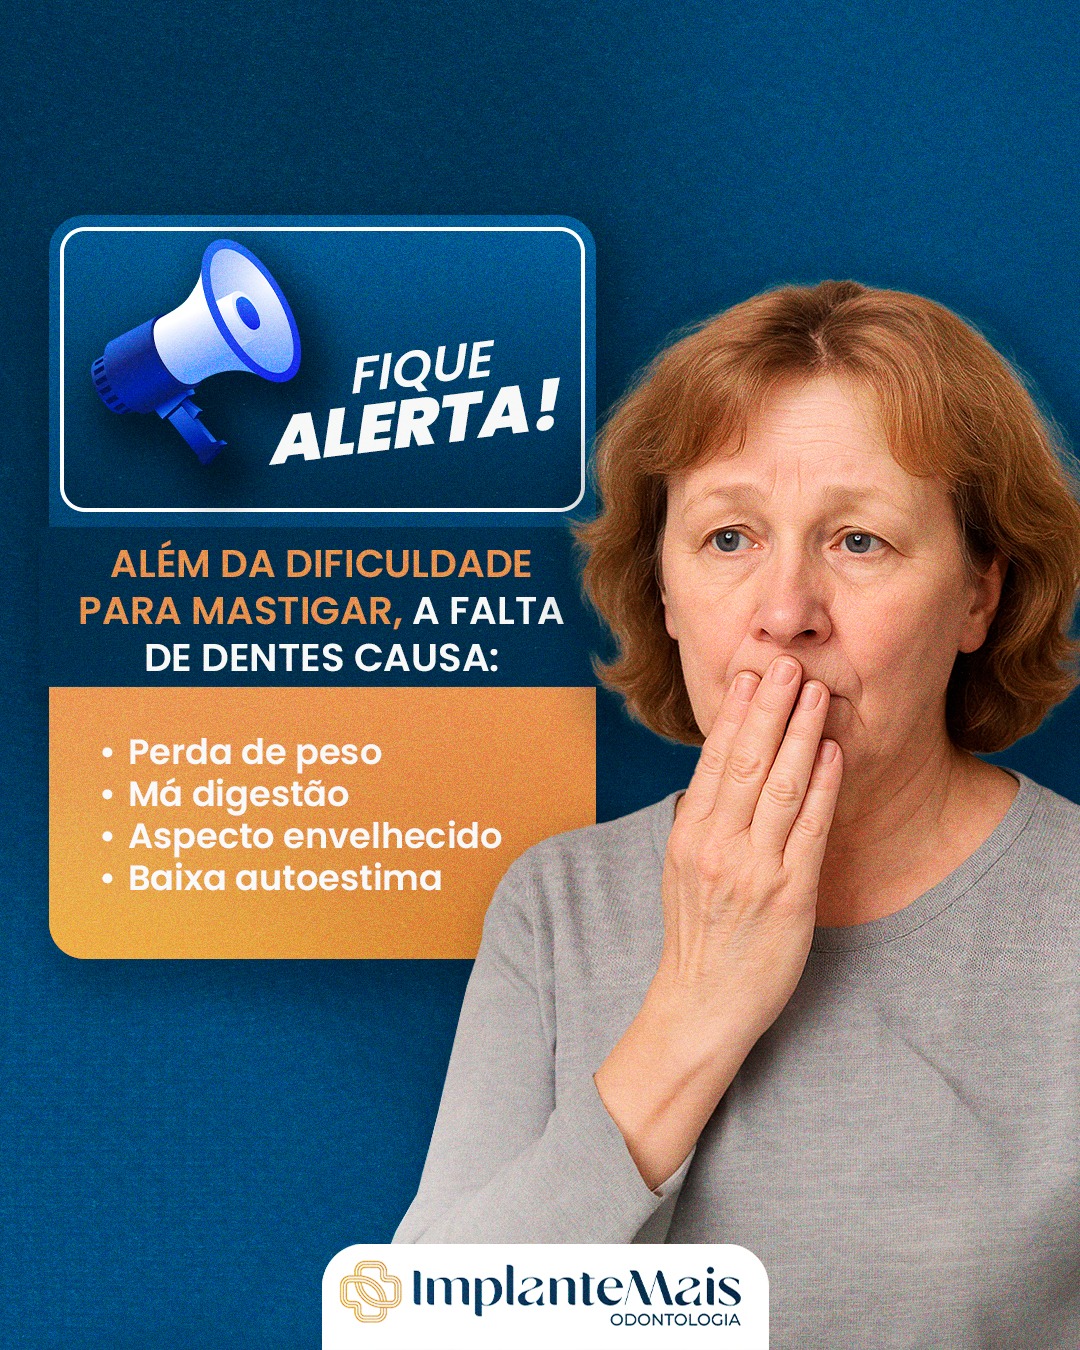 FIQUE
ALERTA!
ALÉM DA DIFICULDADE
PARA MASTIGAR, A FALTA
DE DENTES CAUSA:
• Perda de peso
• Má digestão
• Aspecto envelhecido
• Baixa autoestima
ImplanteMais
ODONTOLOGIA